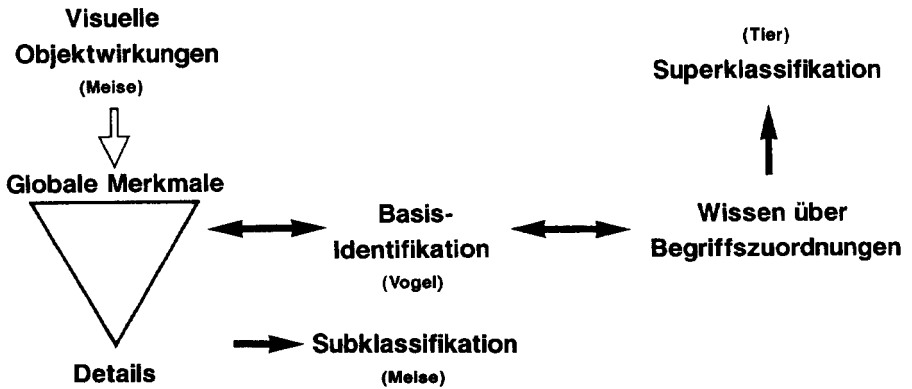 Visuelle
Objektwirkungen
(Meise)
Globale Merkmale
Details
Basis-
identifikation
(Vogel)
Subklassifikation
(Meise)
(Tier)
Superklassifikation
Wissen über
Begriffszuordnungen